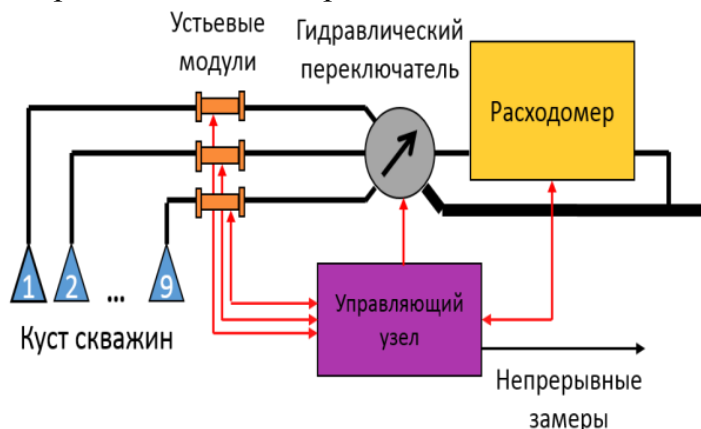 Устьевые
модули
Гидравлический
переключатель
Расходомер
1
2
...
9
Куст скважин
Управляющий
узел
Непрерывные
замеры